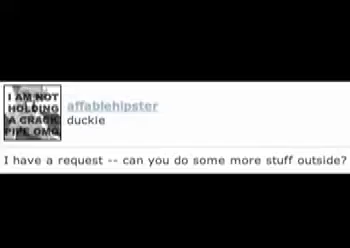 I AM NOT
HOLDING
A CRACK
PIPE OMG
affablehipster
duckie
I have a request -- can you do some more stuff outside?